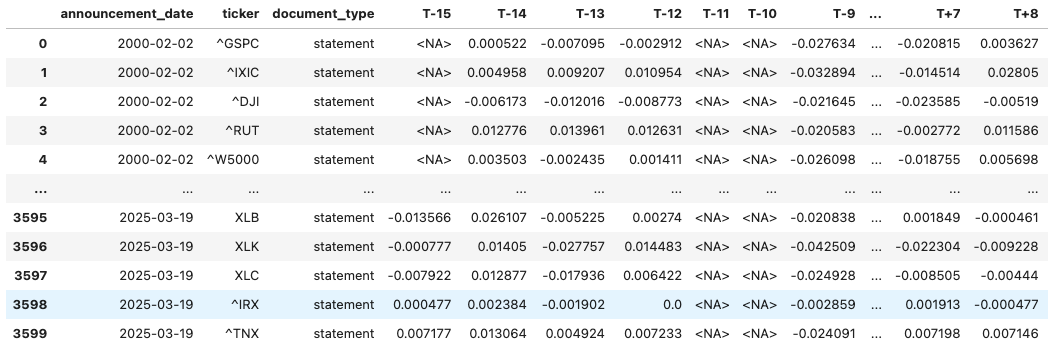 announcement_date ticker document_type T-15 T-14 T-13 T-12 T-11 T-10 T-9 ... T+7 T+8
0 2000-02-02 ^GSPC statement <NA> 0.000522 -0.007095 -0.002912 <NA> <NA> -0.027634 ... -0.020815 0.003627
1 2000-02-02 ^IXIC statement <NA> 0.004958 0.009207 0.010954 <NA> <NA> -0.032894 ... -0.014514 0.02805
2 2000-02-02 ^DJI statement <NA> -0.006173 -0.012016 -0.008773 <NA> <NA> -0.021645 ... -0.023585 -0.00519
3 2000-02-02 ^RUT statement <NA> 0.012776 0.013961 0.012631 <NA> <NA> -0.020583 ... -0.002772 0.011586
4 2000-02-02 ^W5000 statement <NA> 0.003503 -0.002435 0.001411 <NA> <NA> -0.026098 ... -0.018755 0.005698
... ... ... ... ... ... ... ... ... ... ... ... ... ...
3595 2025-03-19 XLB statement -0.013566 0.026107 -0.005225 0.00274 <NA> <NA> -0.020838 ... 0.001849 -0.000461
3596 2025-03-19 XLK statement -0.000777 0.01405 -0.027757 0.014483 <NA> <NA> -0.042509 ... -0.022304 -0.009228
3597 2025-03-19 XLC statement -0.007922 0.012877 -0.017936 0.006422 <NA> <NA> -0.024928 ... -0.008505 -0.00444
3598 2025-03-19 ^IRX statement 0.000477 0.002384 -0.001902 0.0 <NA> <NA> -0.002859 ... 0.001913 -0.000477
3599 2025-03-19 ^TNX statement 0.007177 0.013064 0.004924 0.007233 <NA> <NA> -0.024091 ... 0.007198 0.007146